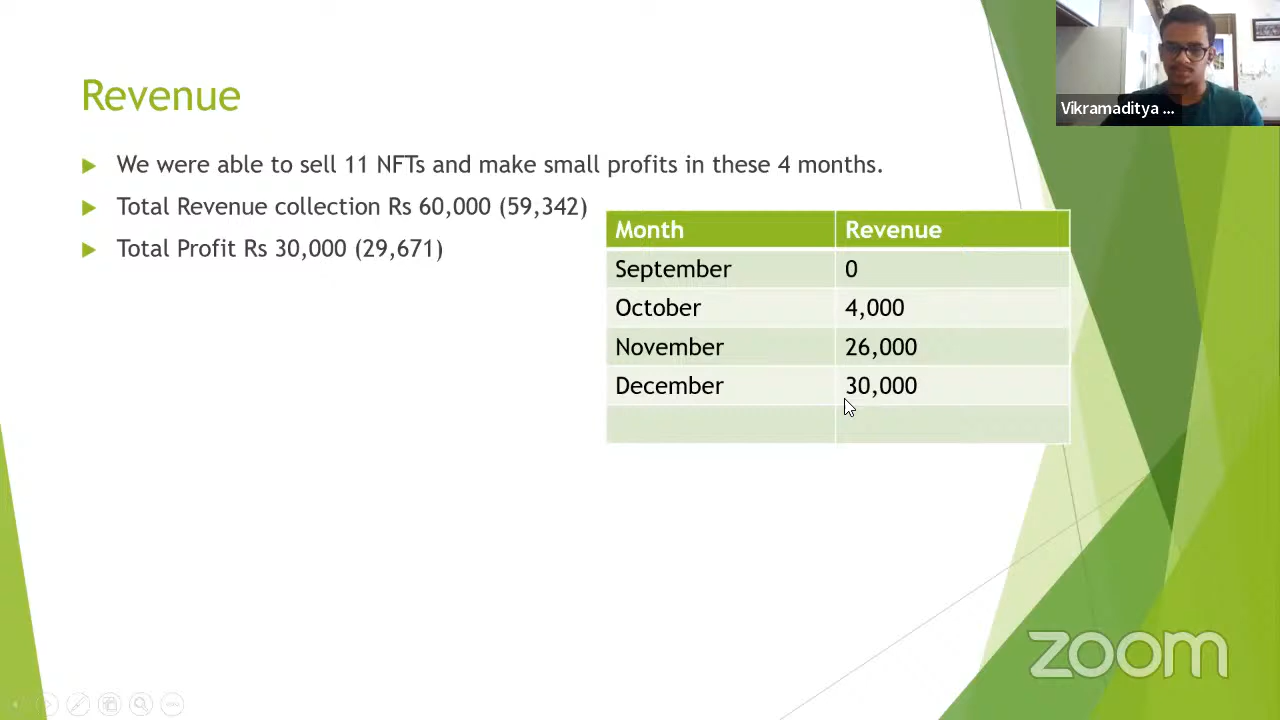 Revenue
We were able to sell 11 NFTs and make small profits in these 4 months.
Total Revenue collection Rs 60,000 (59,342)
Total Profit Rs 30,000 (29,671)
Month Revenue
September 0
October 4,000
November 26,000
December 30,000
Vikramaditya ...
zoom